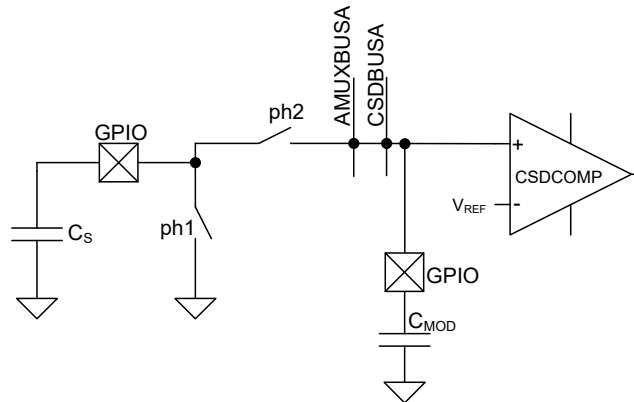 AMUXBUSA
CSDBUSA
ph2
GPIO
+
CSDCOMP
VREF
-
ph1
CS
GPIO
CMOD